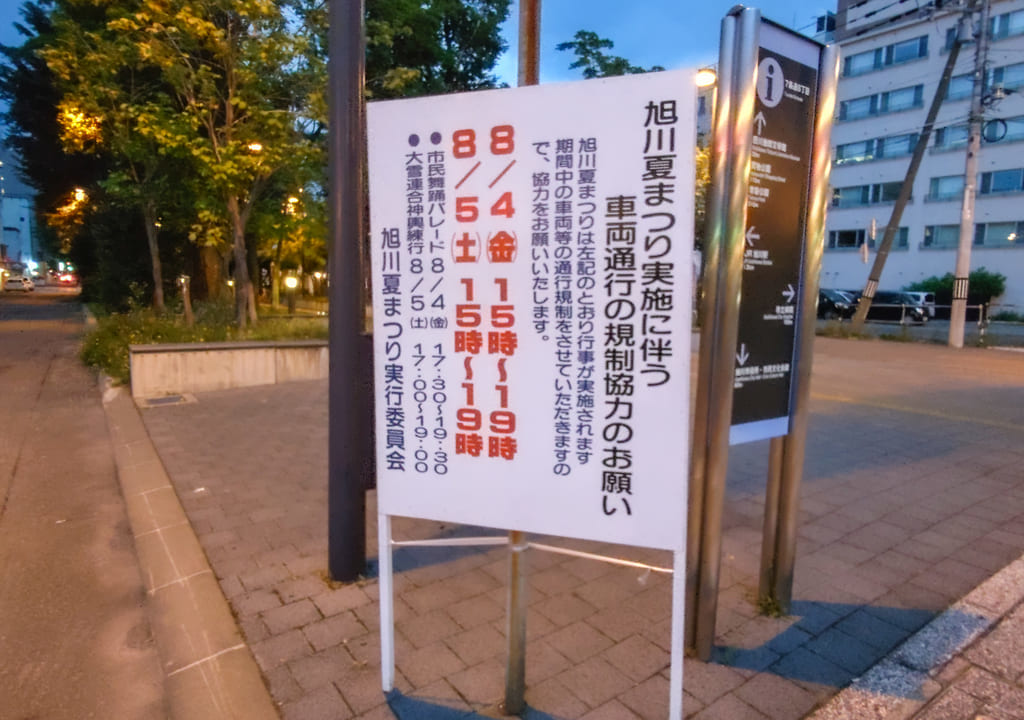 旭川夏まつり実施に伴う
車両通行の規制協力のお願い
旭川夏まつりは左記のとおり行事が実施されます
期間中の車両等の通行規制をさせていただきますの
で、協力をお願いいたします。
8/4㈮ 15時~19時
8/5㈯ 15時~19時
●市民舞踊パレード 8/4㈮ 17:30~19:30
●大雪連合神輿練行 8/5㈯ 17:00~19:00
旭川夏まつり実行委員会
i
7条通8丁目